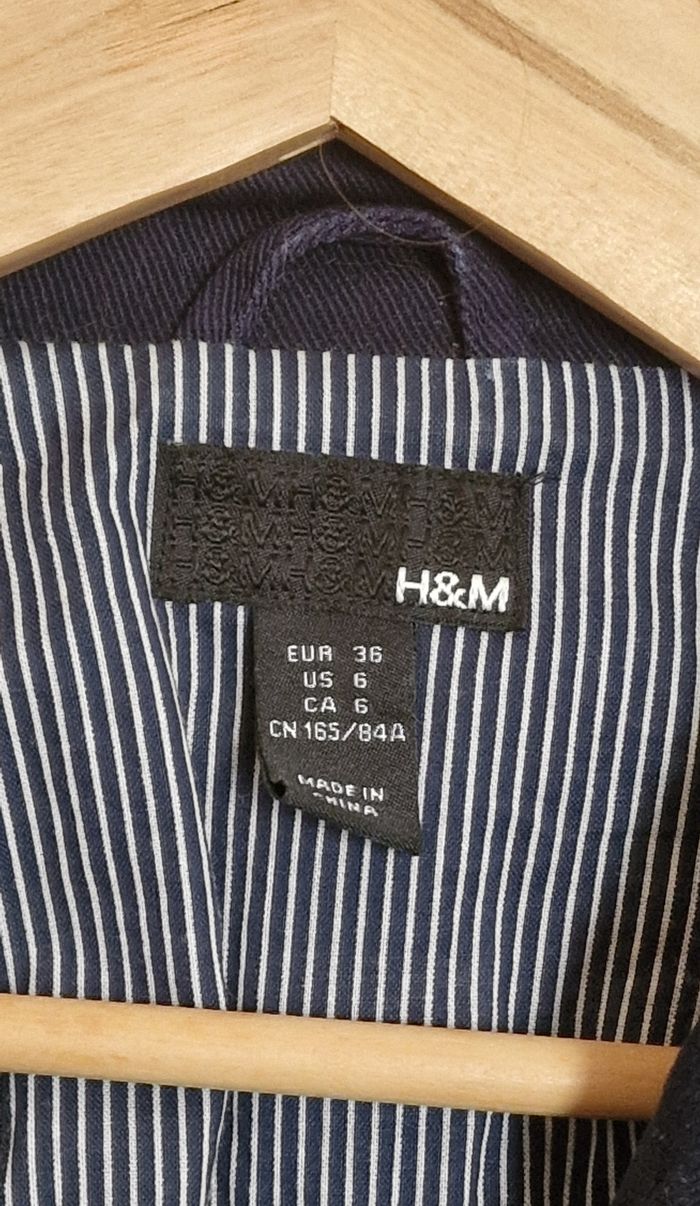 H&M H&M H&M
H&M H&M H&M
H&M H&M H&M
H&M
EUR 36
US 6
CA 6
CN 165/84A
MADE IN
CHINA